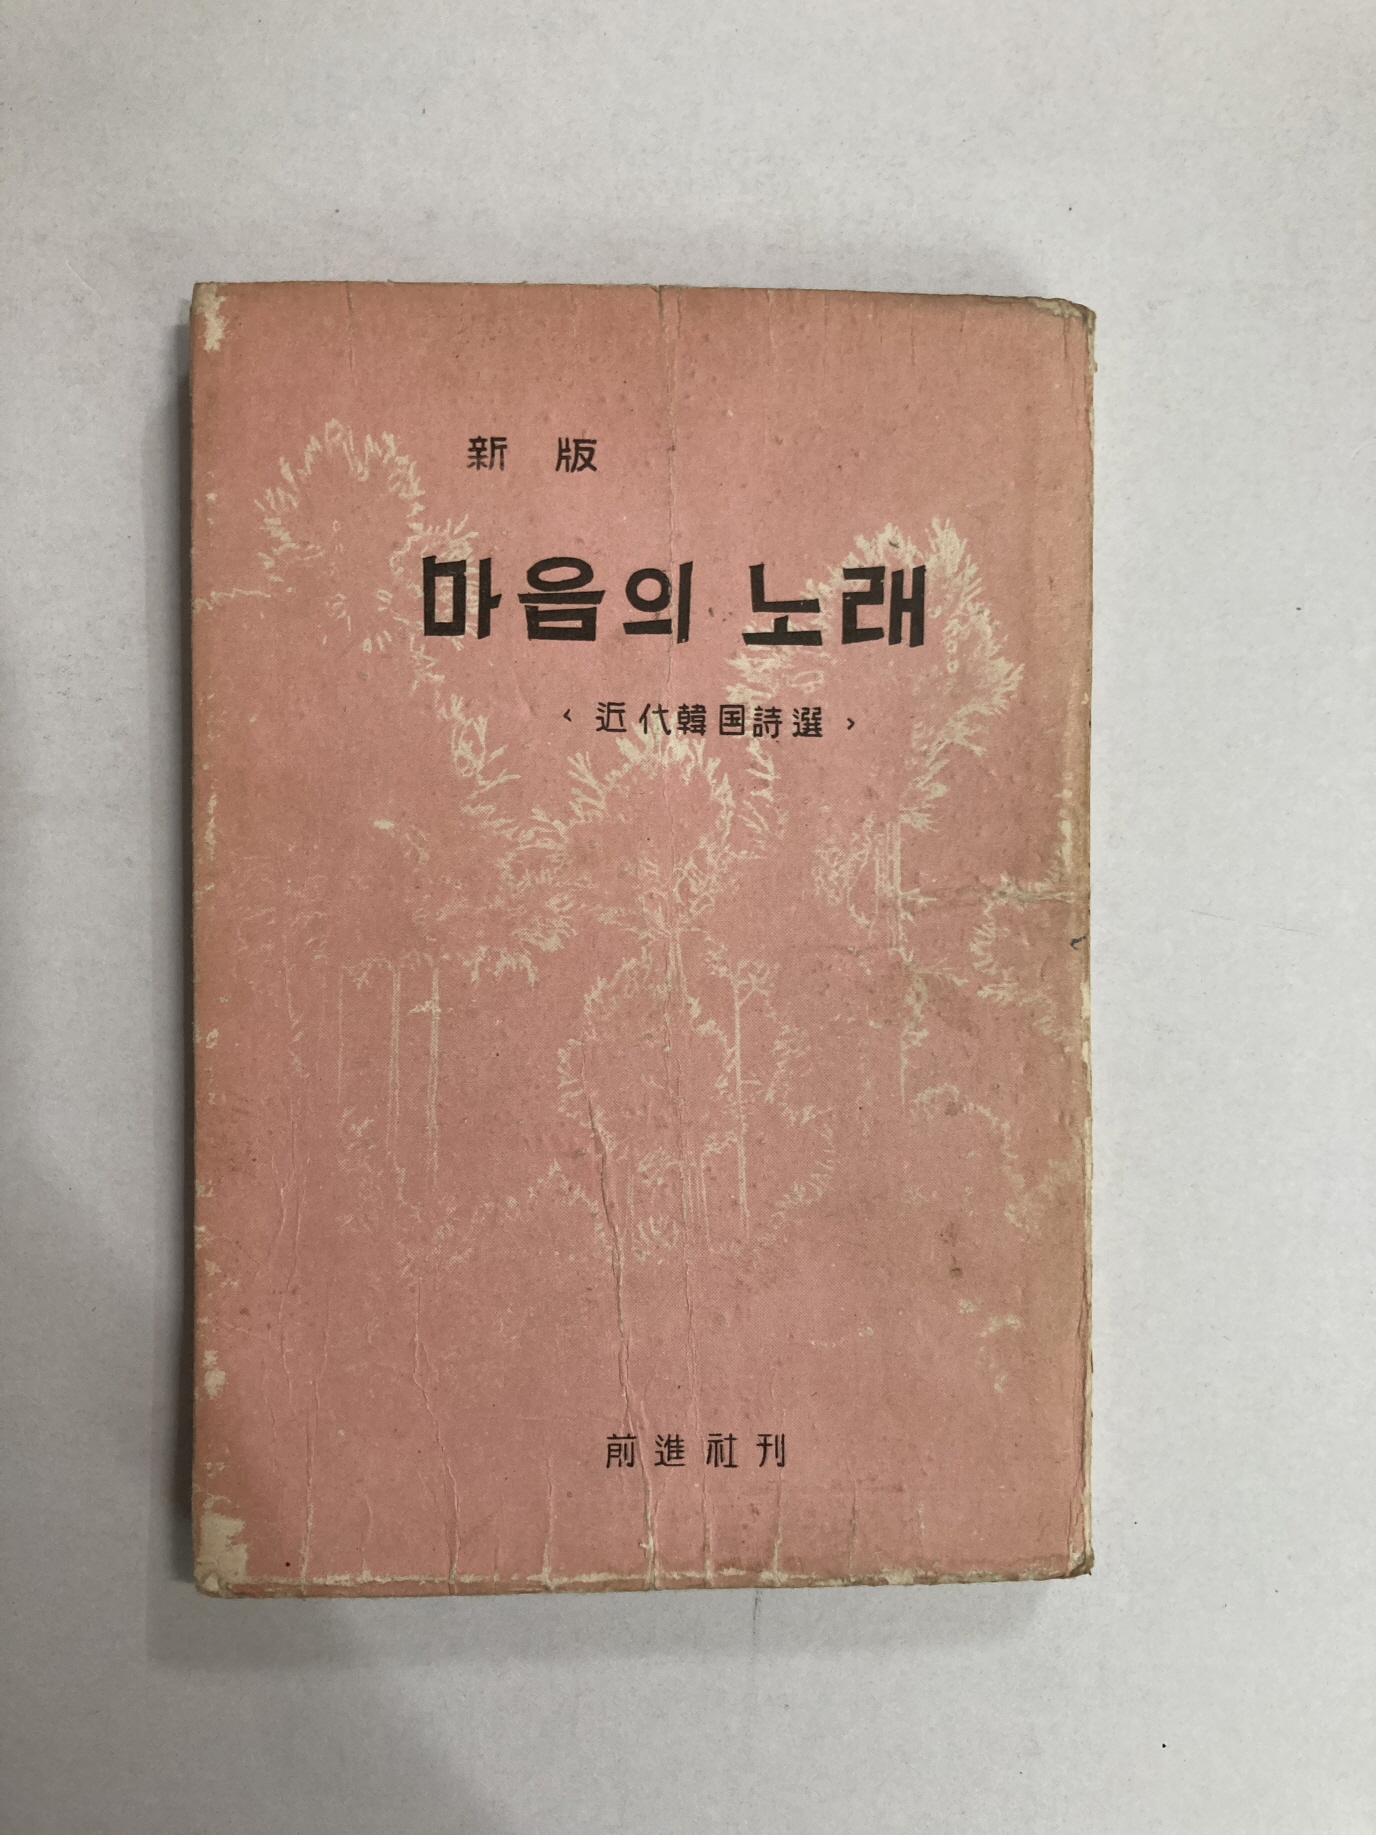 新 版
마음의 노래
< 近代韓国詩選 >
前進社刊